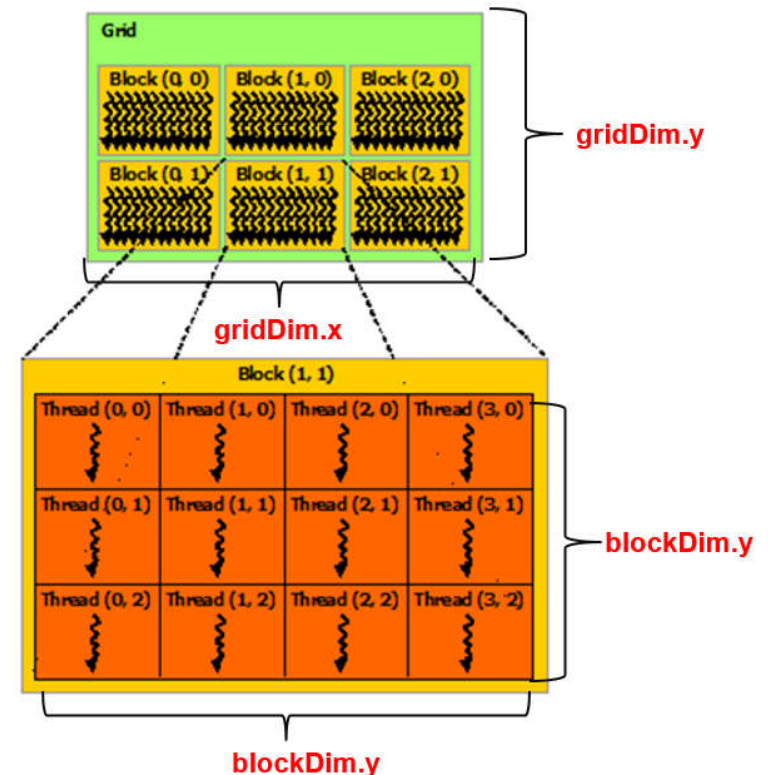 Grid
Block (0, 0) Block (1, 0) Block (2, 0)
gridDim.y
Block (0, 1) Block (1, 1) Block (2, 1)
gridDim.x
Block (1, 1)
Thread (0, 0) Thread (1, 0) Thread (2, 0) Thread (3, 0)
Thread (0, 1) Thread (1, 1) Thread (2, 1) Thread (3, 1)
blockDim.y
Thread (0, 2) Thread (1, 2) Thread (2, 2) Thread (3, 2)
blockDim.y